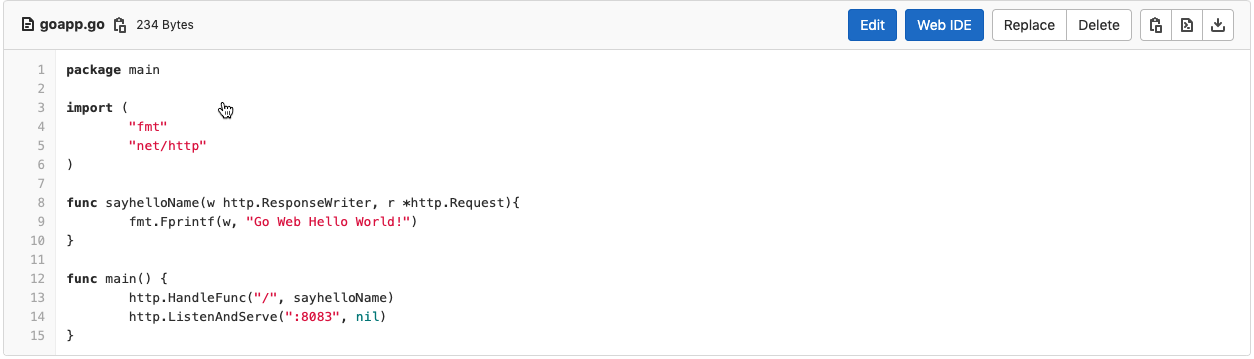 goapp.go 234 Bytes Edit Web IDE Replace Delete
1 package main
2
3 import (
4 "fmt"
5 "net/http"
6 )
7
8 func sayhelloName(w http.ResponseWriter, r *http.Request){
9 fmt.Fprintf(w, "Go Web Hello World!")
10 }
11
12 func main() {
13 http.HandleFunc("/", sayhelloName)
14 http.ListenAndServe(":8083", nil)
15 }